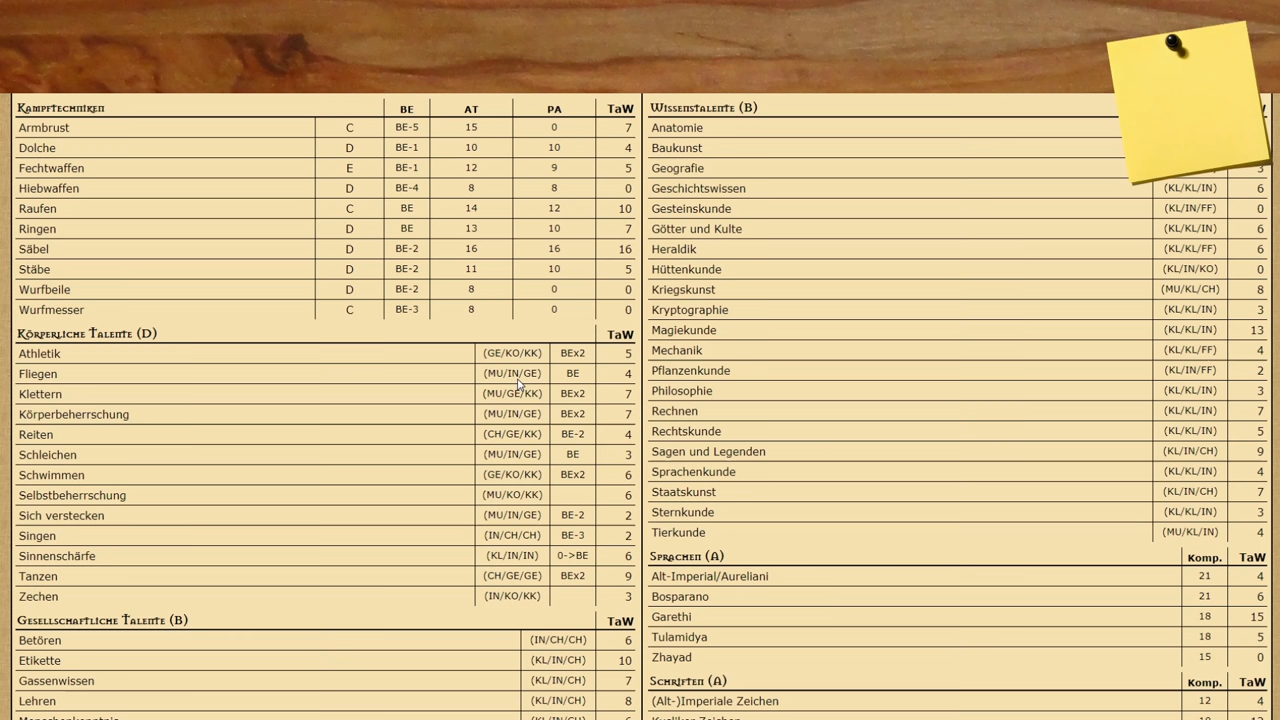 Kampftechniken BE AT PA TaW
Armbrust C BE-5 15 0 7
Dolche D BE-1 10 10 4
Fechtwaffen E BE-1 12 9 5
Hiebwaffen D BE-4 8 8 0
Raufen C BE 14 12 10
Ringen D BE 13 10 7
Säbel D BE-2 16 16 16
Stäbe D BE-2 11 10 5
Wurfbeile D BE-2 8 0 0
Wurfmesser C BE-3 8 0 0
Körperliche Talente (D) TaW
Athletik (GE/KO/KK) BEx2 5
Fliegen (MU/IN/GE) BE 4
Klettern (MU/GE/KK) BEx2 7
Körperbeherrschung (MU/IN/GE) BEx2 7
Reiten (CH/GE/KK) BE-2 4
Schleichen (MU/IN/GE) BE 3
Schwimmen (GE/KO/KK) BEx2 6
Selbstbeherrschung (MU/KO/KK) 6
Sich verstecken (MU/IN/GE) BE-2 2
Singen (IN/CH/CH) BE-3 2
Sinnenschärfe (KL/IN/IN) 0->BE 6
Tanzen (CH/GE/GE) BEx2 9
Zechen (IN/KO/KK) 3
Gesellschaftliche Talente (B) TaW
Betören (IN/CH/CH) 6
Etikette (KL/IN/CH) 10
Gassenwissen (KL/IN/CH) 7
Lehren (KL/IN/CH) 8
Wissenstalente (B)
Anatomie
Baukunst
Geografie 3
Geschichtswissen (KL/KL/IN) 6
Gesteinskunde (KL/IN/FF) 0
Götter und Kulte (KL/KL/IN) 6
Heraldik (KL/KL/FF) 6
Hüttenkunde (KL/IN/KO) 0
Kriegskunst (MU/KL/CH) 8
Kryptographie (KL/KL/IN) 3
Magiekunde (KL/KL/IN) 13
Mechanik (KL/KL/FF) 4
Pflanzenkunde (KL/IN/FF) 2
Philosophie (KL/KL/IN) 3
Rechnen (KL/KL/IN) 7
Rechtskunde (KL/KL/IN) 5
Sagen und Legenden (KL/IN/CH) 9
Sprachenkunde (KL/KL/IN) 4
Staatskunst (KL/IN/CH) 7
Sternkunde (KL/KL/IN) 3
Tierkunde (MU/KL/IN) 4
Sprachen (A) Komp. TaW
Alt-Imperial/Aureliani 21 4
Bosparano 21 6
Garethi 18 15
Tulamidya 18 5
Zhayad 15 0
Schriften (A) Komp. TaW
(Alt-)Imperiale Zeichen 12 4